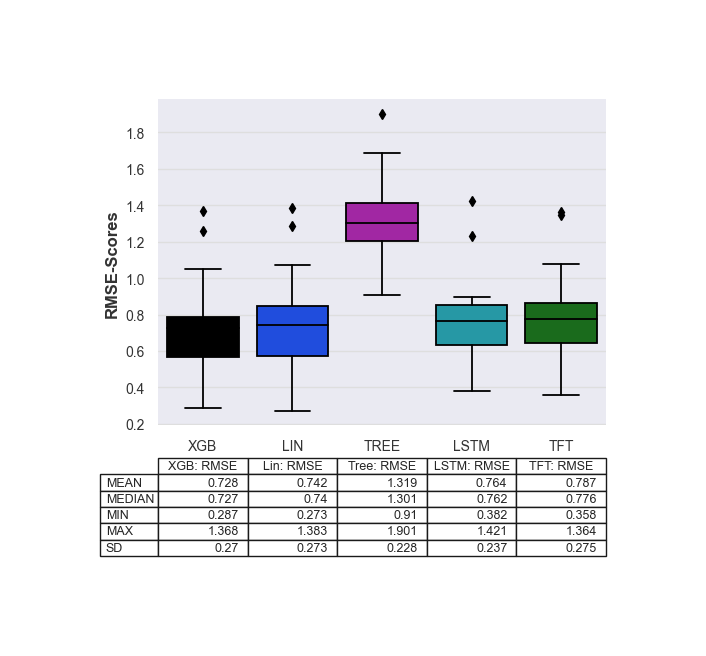 1.8
1.6
1.4
1.2
1.0
0.8
0.6
0.4
0.2
RMSE-Scores
XGB LIN TREE LSTM TFT
XGB: RMSE Lin: RMSE Tree: RMSE LSTM: RMSE TFT: RMSE
MEAN 0.728 0.742 1.319 0.764 0.787
MEDIAN 0.727 0.74 1.301 0.762 0.776
MIN 0.287 0.273 0.91 0.382 0.358
MAX 1.368 1.383 1.901 1.421 1.364
SD 0.27 0.273 0.228 0.237 0.275